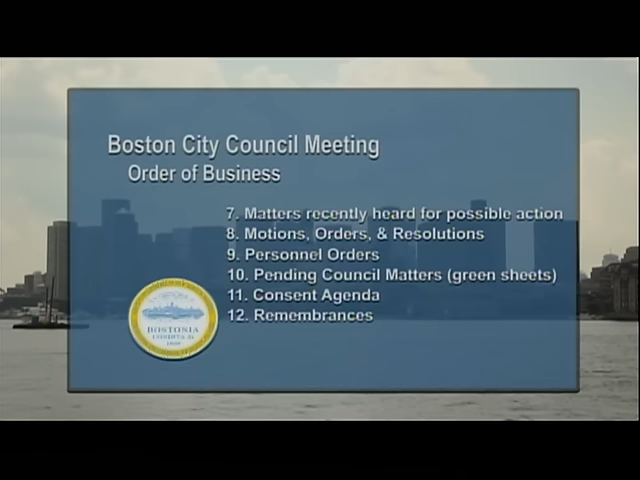 Boston City Council Meeting
Order of Business
7. Matters recently heard for possible action
8. Motions, Orders, & Resolutions
9. Personnel Orders
10. Pending Council Matters (green sheets)
11. Consent Agenda
12. Remembrances
BOSTONIA